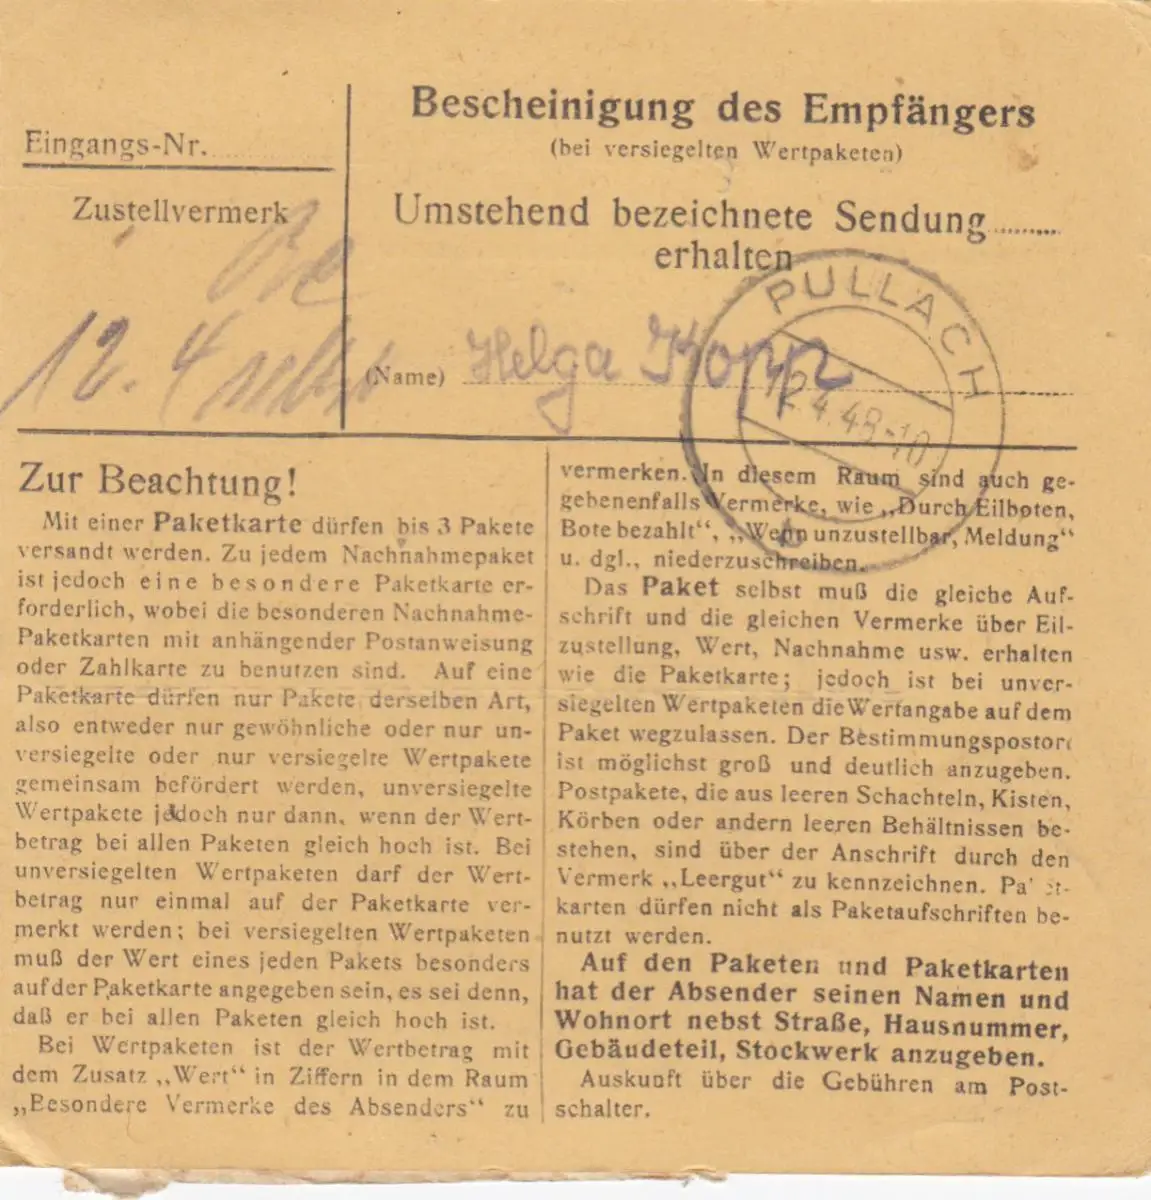 Eingangs-Nr.
Zustellvermerk
12. 4
Bescheinigung des Empfängers
(bei versiegelten Wertpaketen)
Umstehend bezeichnete Sendung
erhalten
(Name) Helga Kopp
PULLACH
12.4.48-10
b
Zur Beachtung!
Mit einer Paketkarte dürfen bis 3 Pakete
versandt werden. Zu jedem Nachnahmepaket
ist jedoch eine besondere Paketkarte er-
forderlich, wobei die besonderen Nachnahme-
Paketkarten mit anhängender Postanweisung
oder Zahlkarte zu benutzen sind. Auf eine
Paketkarte dürfen nur Pakete derselben Art,
also entweder nur gewöhnliche oder nur un-
versiegelte oder nur versiegelte Wertpakete
gemeinsam befördert werden, unversiegelte
Wertpakete jedoch nur dann, wenn der Wert-
betrag bei allen Paketen gleich hoch ist. Bei
unversiegelten Wertpaketen darf der Wert-
betrag nur einmal auf der Paketkarte ver-
merkt werden; bei versiegelten Wertpaketen
muß der Wert eines jeden Pakets besonders
auf der Paketkarte angegeben sein, es sei denn,
daß er bei allen Paketen gleich hoch ist.
Bei Wertpaketen ist der Wertbetrag mit
dem Zusatz „Wert“ in Ziffern in dem Raum
„Besondere Vermerke des Absenders“ zu
vermerken. In diesem Raum sind auch ge-
gebenenfalls Vermerke, wie „Durch Eilboten,
Bote bezahlt“, „Wenn unzustellbar, Meldung“
u. dgl., niederzuschreiben.
Das Paket selbst muß die gleiche Auf-
schrift und die gleichen Vermerke über Eil-
zustellung, Wert, Nachnahme usw. erhalten
wie die Paketkarte; jedoch ist bei unver-
siegelten Wertpaketen die Wertangabe auf dem
Paket wegzulassen. Der Bestimmungspostort
ist möglichst groß und deutlich anzugeben.
Postpakete, die aus leeren Schachteln, Kisten,
Körben oder andern leeren Behältnissen be-
stehen, sind über der Anschrift durch den
Vermerk „Leergut“ zu kennzeichnen. Paket-
karten dürfen nicht als Paketaufschriften be-
nutzt werden.
Auf den Paketen und Paketkarten
hat der Absender seinen Namen und
Wohnort nebst Straße, Hausnummer,
Gebäudeteil, Stockwerk anzugeben.
Auskunft über die Gebühren am Post-
schalter.